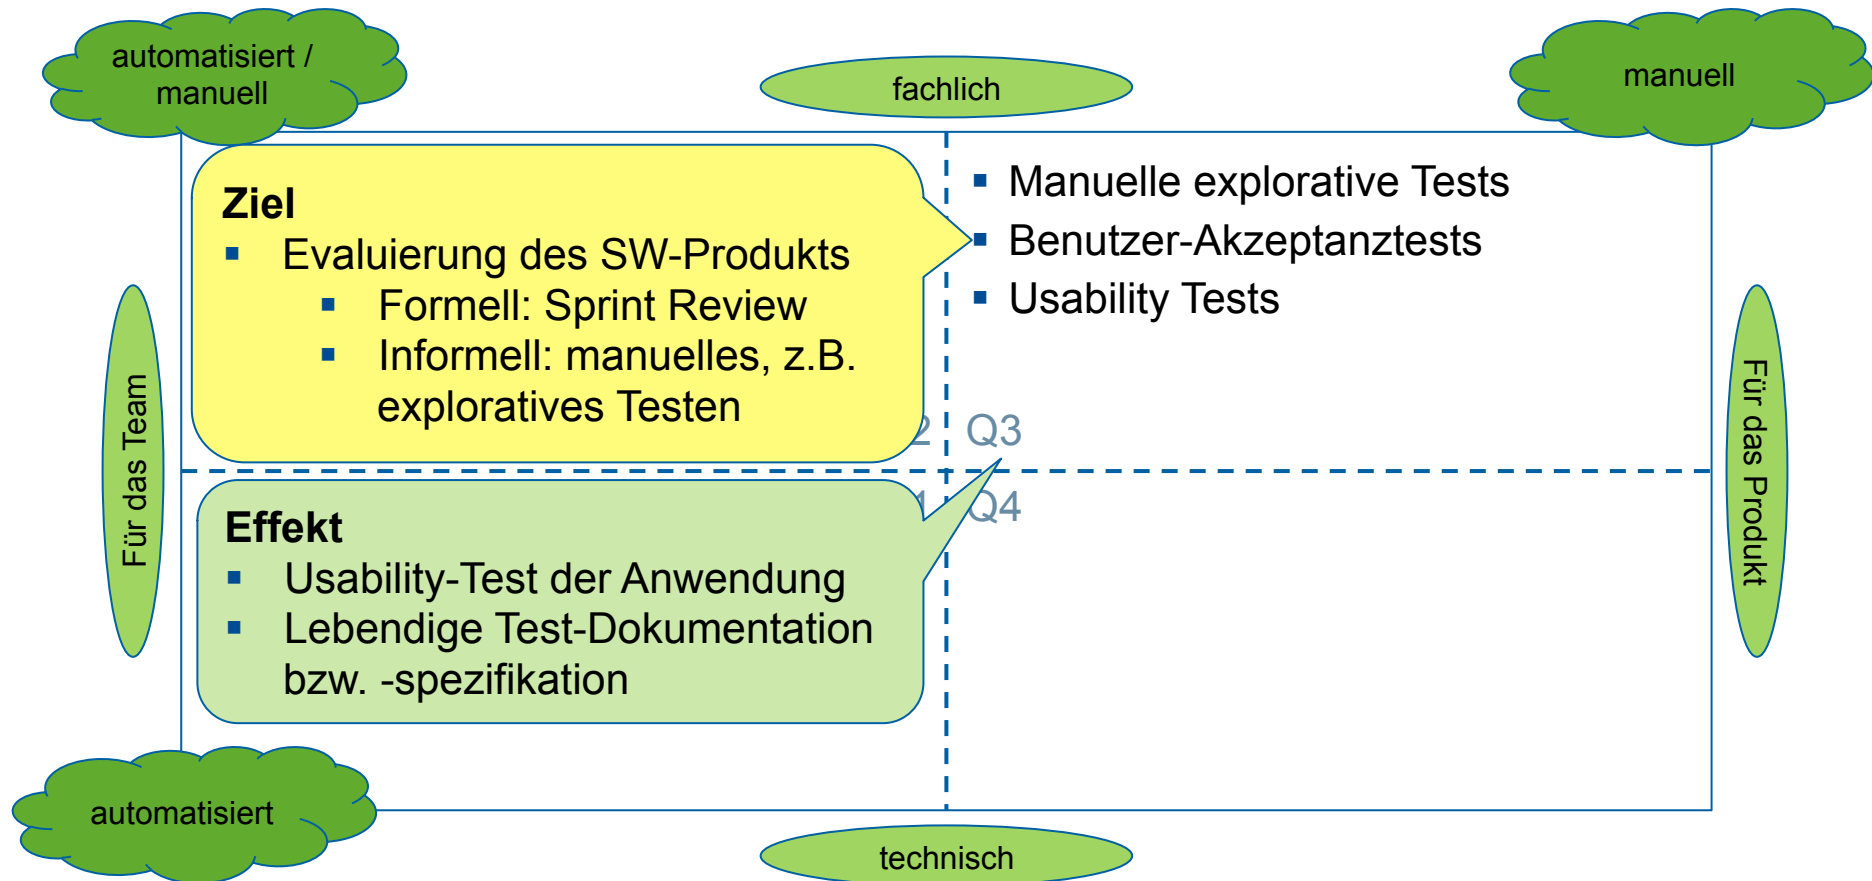 automatisiert /
manuell
fachlich
manuell
Ziel
▪ Evaluierung des SW-Produkts
▪ Formell: Sprint Review
▪ Informell: manuelles, z.B.
exploratives Testen
▪ Manuelle explorative Tests
▪ Benutzer-Akzeptanztests
▪ Usability Tests
Für das Team
2
Q3
Q4
Für das Produkt
Effekt
▪ Usability-Test der Anwendung
▪ Lebendige Test-Dokumentation
bzw. -spezifikation
automatisiert
technisch